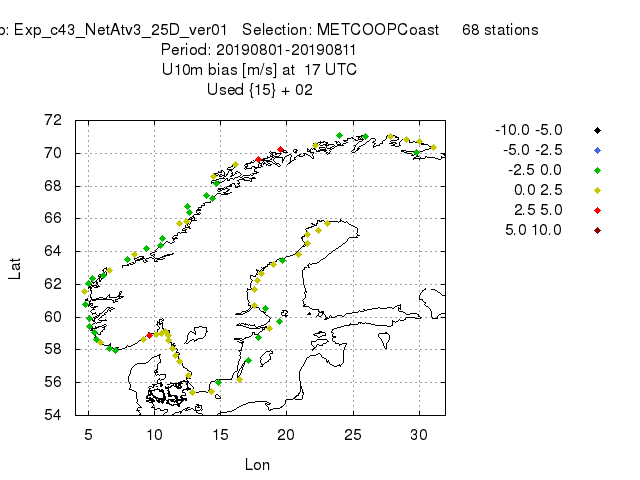 o: Exp_c43_NetAtv3_25D_ver01 Selection: METCOOPCoast 68 stations
Period: 20190801-20190811
U10m bias [m/s] at 17 UTC
Used {15} + 02
72
70
68
66
64
62
60
58
56
54
5 10 15 20 25 30
Lat
Lon
-10.0 -5.0
-5.0 -2.5
-2.5 0.0
0.0 2.5
2.5 5.0
5.0 10.0